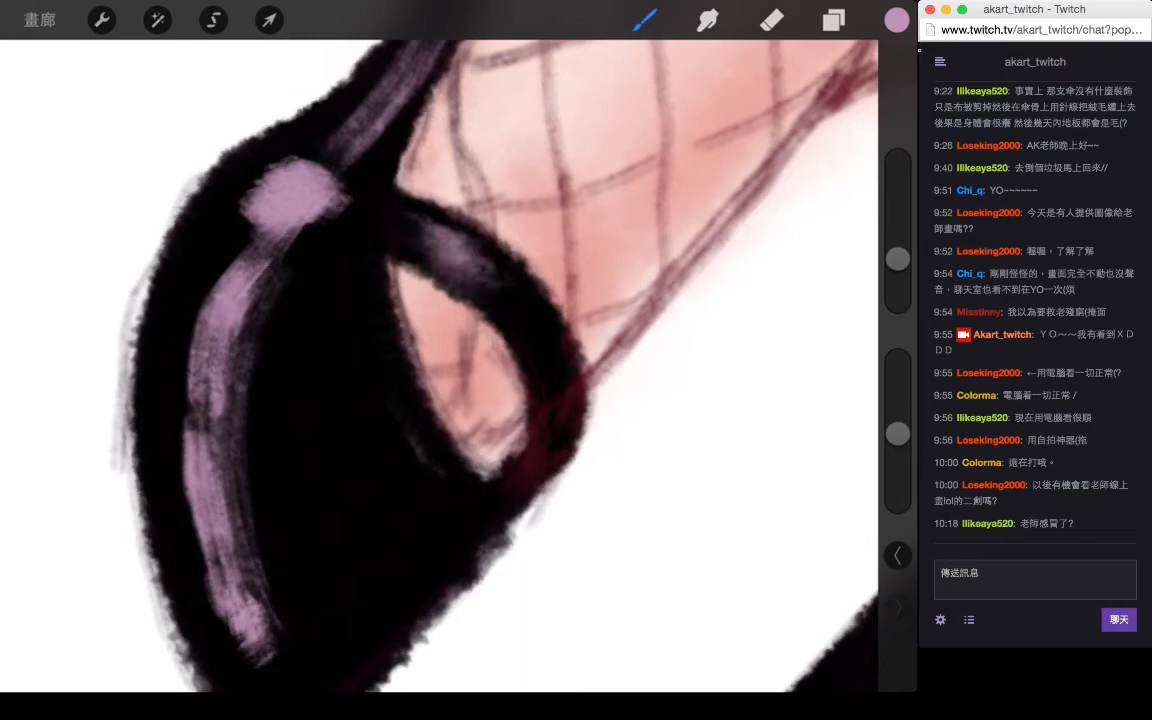 畫廊
akart_twitch - Twitch
www.twitch.tv/akart_twitch/chat?pop...
akart_twitch
9:22 Ilikeaya520: 事實上 那支傘沒有什麼裝飾
只是布被剪掉然後在傘骨上用針線把絨毛纏上去
後果是身體會很癢 然後幾天內地板都會是毛(?
9:26 Loseking2000: AK老師晚上好~~
9:40 Ilikeaya520: 去倒個垃圾馬上回來//
9:51 Chi_q: YO~~~~~~
9:52 Loseking2000: 今天是有人提供圖像給老
師畫嗎??
9:52 Loseking2000: 喔喔，了解了解
9:54 Chi_q: 剛剛怪怪的，畫面完全不動也沒聲
音，聊天室也看不到在YO一次(煩
9:54 Misstinny: 我以為要救老殘窮(掩面
9:55 Akart_twitch: ＹＯ～～我有看到ＸＤ
ＤＤ
9:55 Loseking2000: ←用電腦看一切正常(?
9:55 Colorma: 電腦看一切正常 /
9:56 Ilikeaya520: 現在用電腦看很順
9:56 Loseking2000: 用自拍神器(拖
10:00 Colorma: 還在打哦。
10:00 Loseking2000: 以後有機會看老師線上
畫lol的二創嗎?
10:18 Ilikeaya520: 老師感冒了?
傳送訊息
聊天